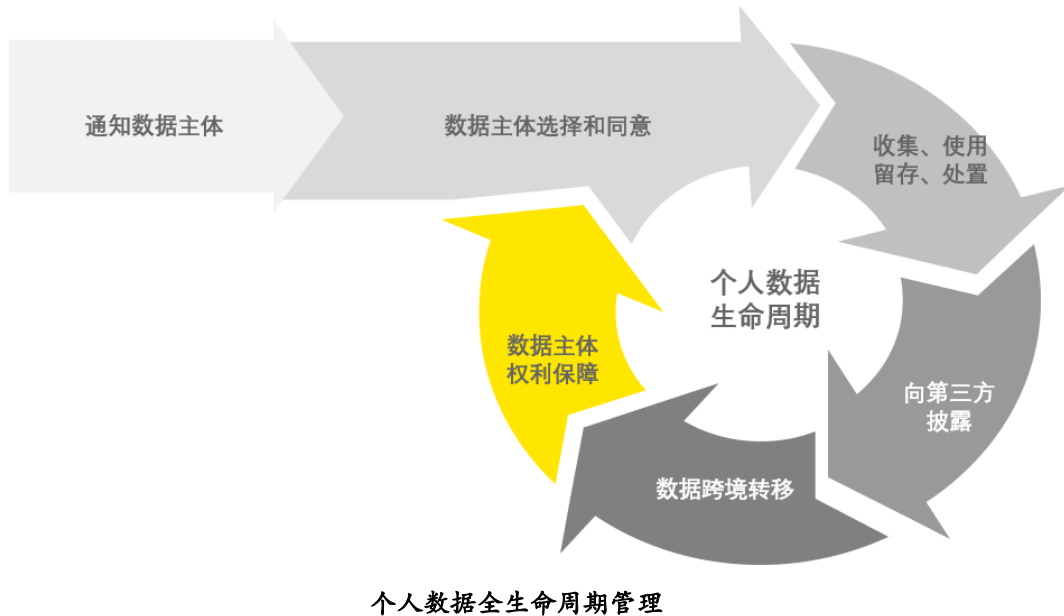 通知数据主体
数据主体选择和同意
收集、使用
留存、处置
个人数据
生命周期
数据主体
权利保障
向第三方
披露
数据跨境转移
个人数据全生命周期管理